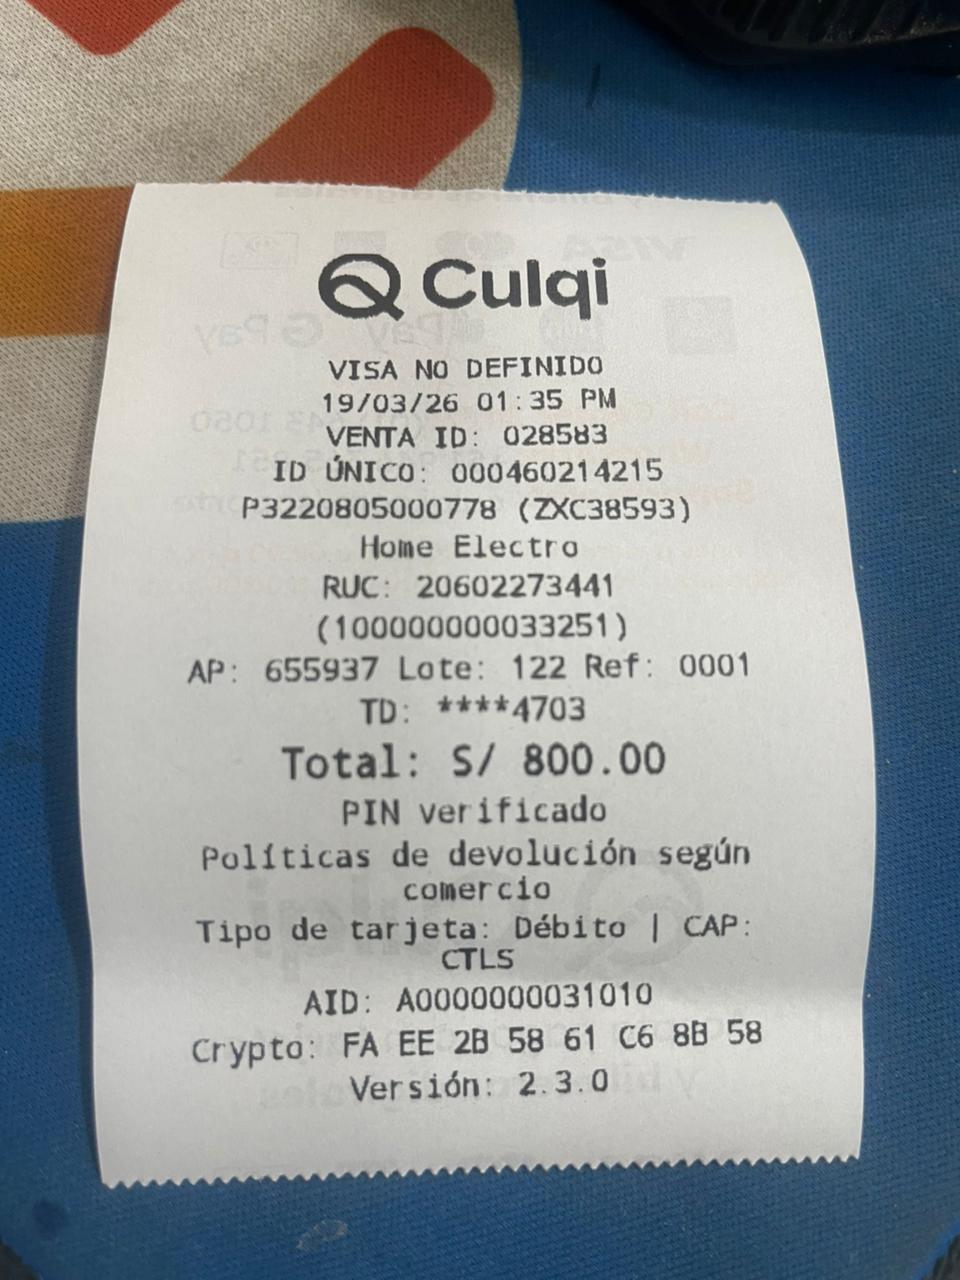 Culqi
VISA NO DEFINIDO
19/03/26 01:35 PM
VENTA ID: 028583
ID ÚNICO: 000460214215
P3220805000778 (ZXC38593)
Home Electro
RUC: 20602273441
(100000000033251)
AP: 655937 Lote: 122 Ref: 0001
TD: ****4703
Total: S/ 800.00
PIN verificado
Políticas de devolución según
comercio
Tipo de tarjeta: Débito | CAP:
CTLS
AID: A0000000031010
Crypto: FA EE 2B 58 61 C6 8B 58
Versión: 2.3.0